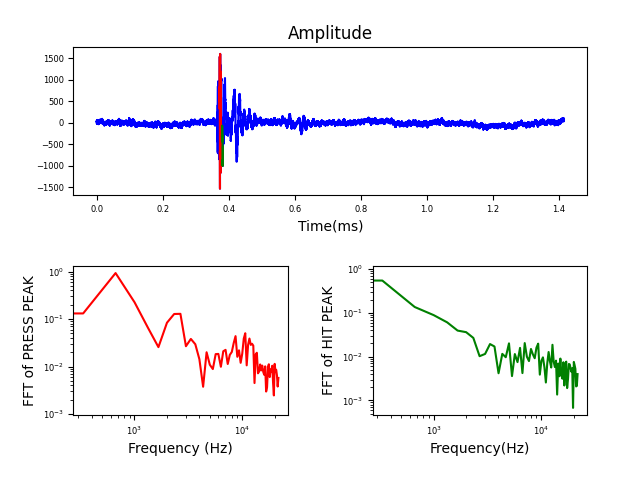 Amplitude
1500
1000
500
0
−500
−1000
−1500
0.0 0.2 0.4 0.6 0.8 1.0 1.2 1.4
Time(ms)
FFT of PRESS PEAK
10⁰
10⁻¹
10⁻²
10⁻³
10³ 10⁴
Frequency (Hz)
FFT of HIT PEAK
10⁰
10⁻¹
10⁻²
10⁻³
10³ 10⁴
Frequency(Hz)